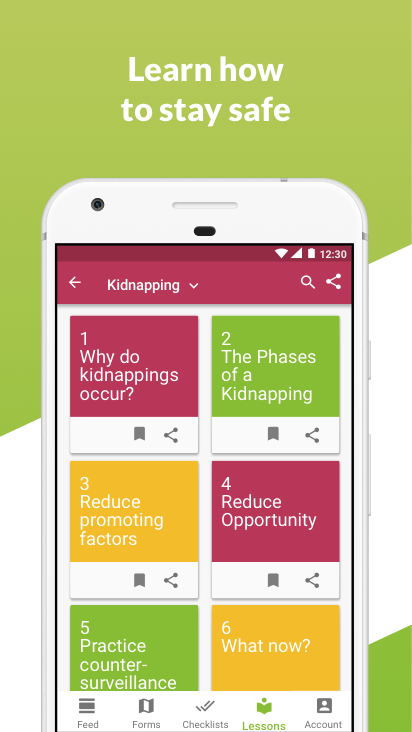 Learn how
to stay safe
12:30
Kidnapping
1
Why do
kidnappings
occur?
2
The Phases
of a
Kidnapping
3
Reduce
promoting
factors
4
Reduce
Opportunity
5
Practice
counter-
surveillance
6
What now?
Feed
Forms
Checklists
Lessons
Account